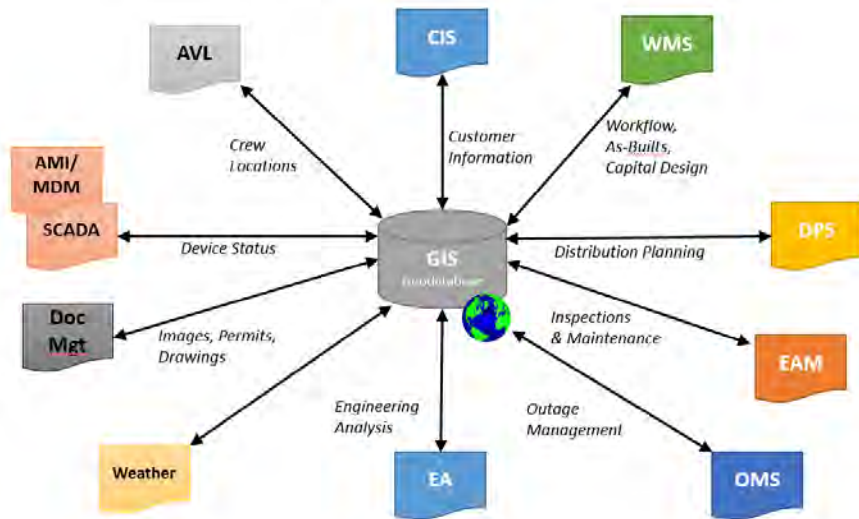 AVL
CIS
WMS
Crew
Locations
Customer
Information
Workflow,
As-Builts,
Capital Design
AMI/
MDM
SCADA
Device Status
GIS
Geodatabase
Distribution Planning
DPS
Doc
Mgt
Images, Permits,
Drawings
Inspections
& Maintenance
EAM
Engineering
Analysis
Outage
Management
Weather
EA
OMS